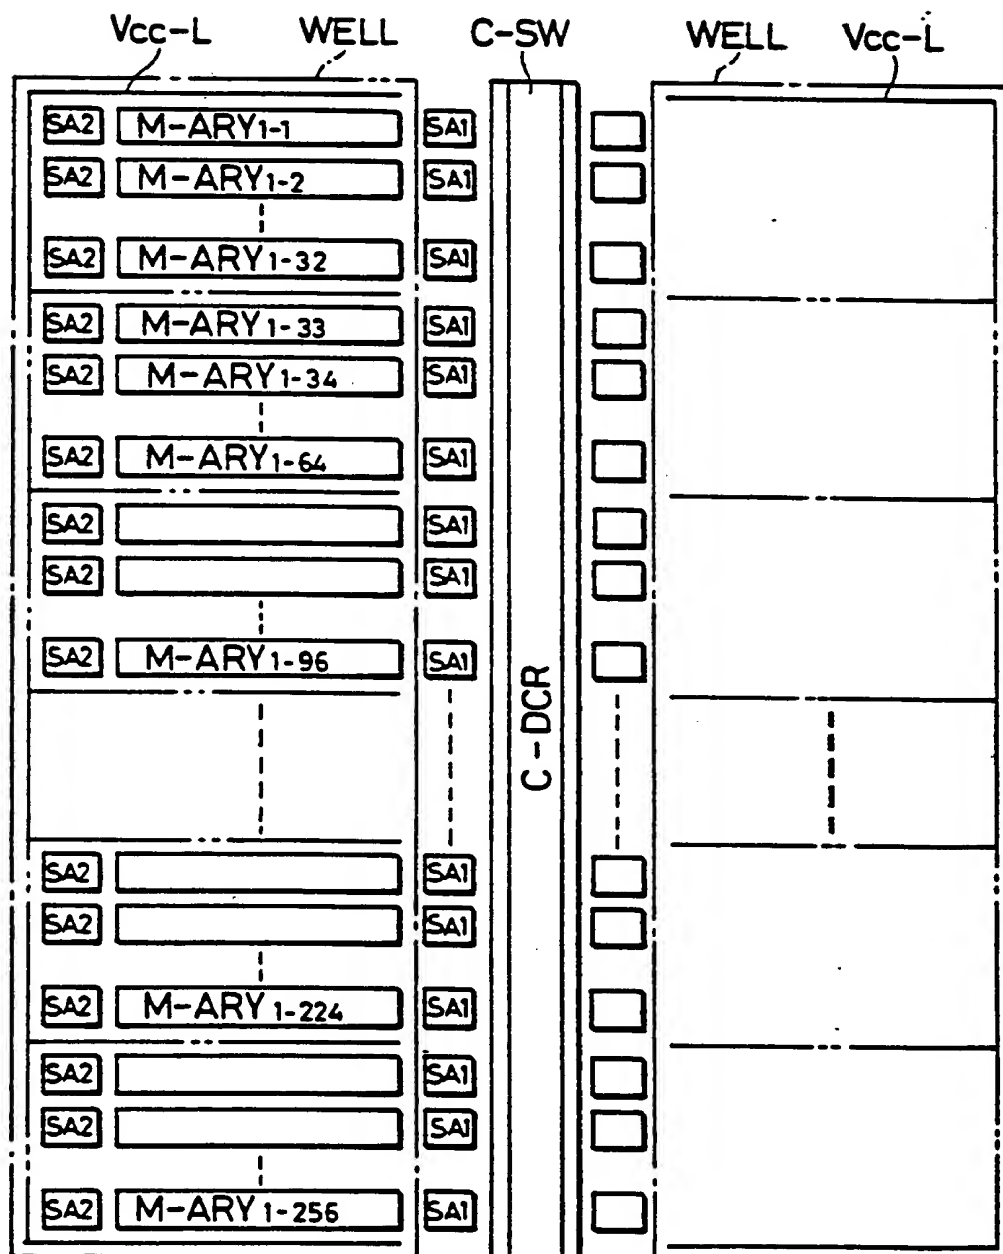 Vcc-L WELL C-SW WELL Vcc-L
SA2 M-ARY1-1 SA1
SA2 M-ARY1-2 SA1
SA2 M-ARY1-32 SA1
SA2 M-ARY1-33 SA1
SA2 M-ARY1-34 SA1
SA2 M-ARY1-64 SA1
SA2 SA1
SA2 SA1
SA2 M-ARY1-96 SA1
C-DCR
SA2 SA1
SA2 SA1
SA2 M-ARY1-224 SA1
SA2 SA1
SA2 SA1
SA2 M-ARY1-256 SA1